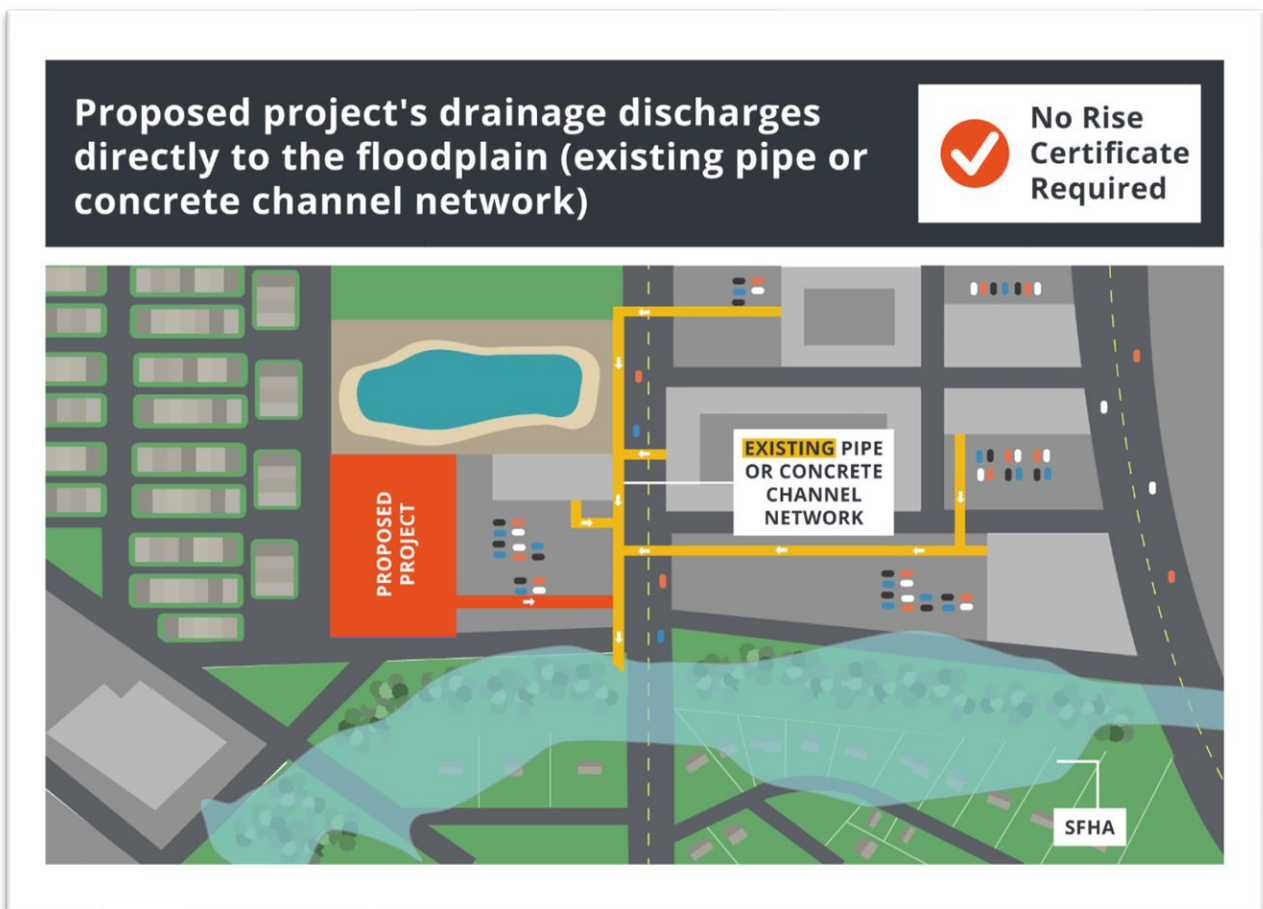 Proposed project's drainage discharges
directly to the floodplain (existing pipe or
concrete channel network)
No Rise
Certificate
Required
EXISTING PIPE
OR CONCRETE
CHANNEL
NETWORK
PROPOSED
PROJECT
SFHA